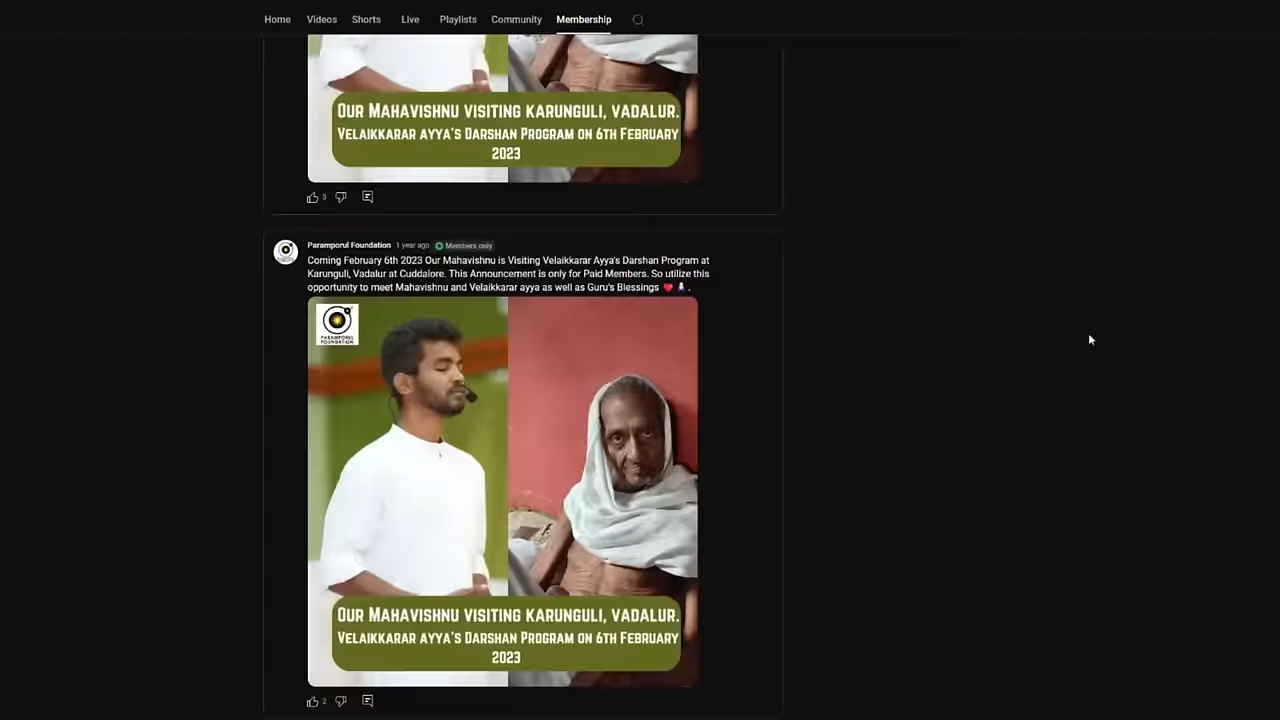 Home Videos Shorts Live Playlists Community Membership
OUR MAHAVISHNU VISITING KARUNGULI, VADALUR.
VELAIKKARAR AYYA'S DARSHAN PROGRAM ON 6TH FEBRUARY
2023
3
Paramporul Foundation 1 year ago Members only
Coming February 6th 2023 Our Mahavishnu is Visiting Velaikkarar Ayya's Darshan Program at
Karunguli, Vadalur at Cuddalore. This Announcement is only for Paid Members. So utilize this
opportunity to meet Mahavishnu and Velaikkarar ayya as well as Guru's Blessings ❤️ 🧘 .
PARAMPORUL
FOUNDATION
OUR MAHAVISHNU VISITING KARUNGULI, VADALUR.
VELAIKKARAR AYYA'S DARSHAN PROGRAM ON 6TH FEBRUARY
2023
2